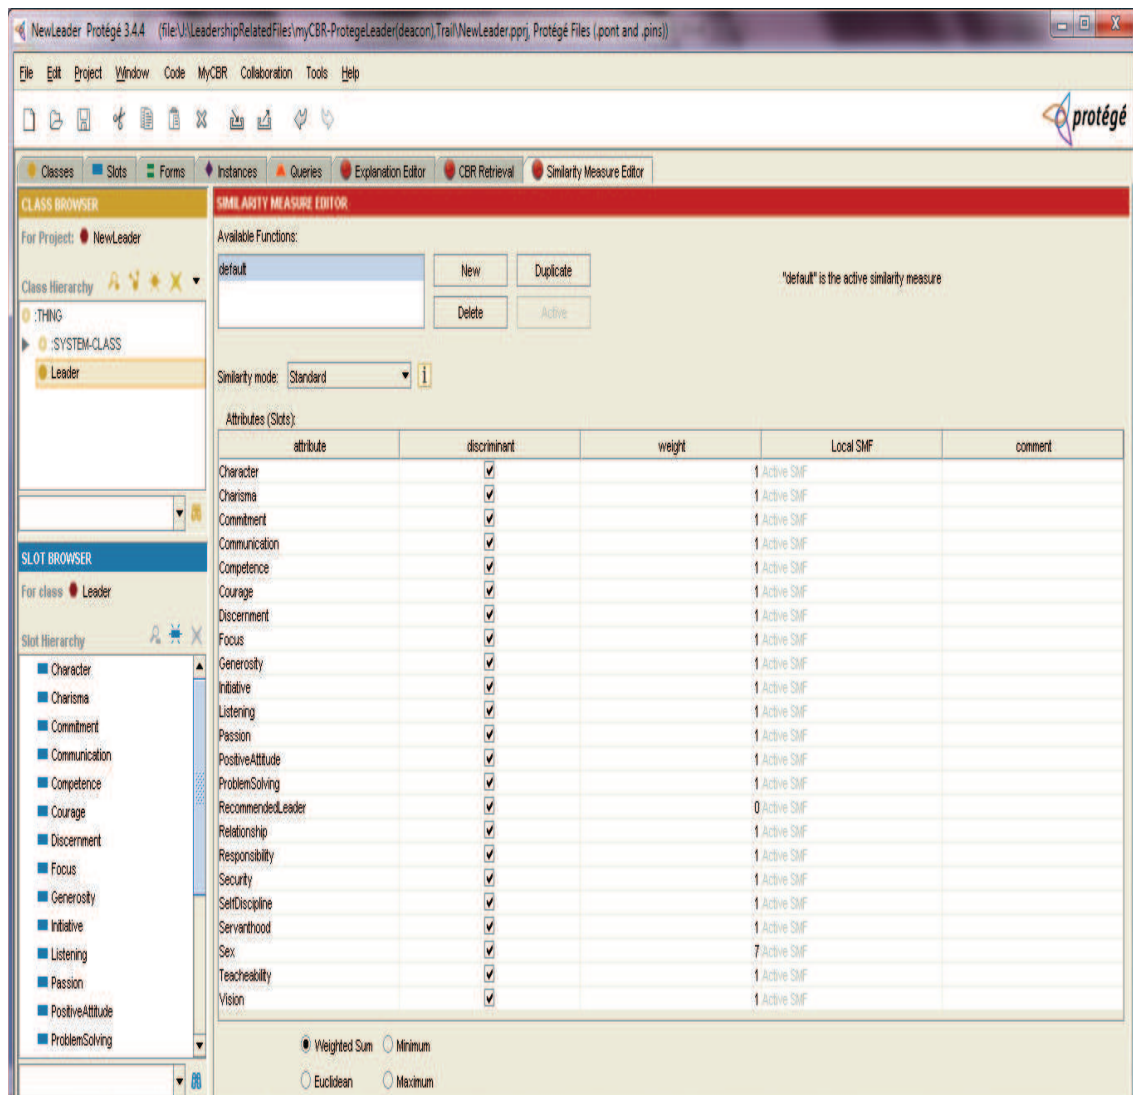 NewLeader Protégé 3.4.4 (file:\J:\LeadershipRelatedFiles\myCBR-ProtegeLeader(deacon),Trail\NewLeader.pprj, Protégé Files (.pont and .pins))
File Edit Project Window Code MyCBR Collaboration Tools Help
protégé
Classes Slots Forms Instances Queries Explanation Editor CBR Retrieval Similarity Measure Editor
CLASS BROWSER
For Project: NewLeader
Class Hierarchy
:THING
:SYSTEM-CLASS
Leader
SLOT BROWSER
For class Leader
Slot Hierarchy
Character
Charisma
Commitment
Communication
Competence
Courage
Discernment
Focus
Generosity
Initiative
Listening
Passion
PositiveAttitude
ProblemSolving
SIMILARITY MEASURE EDITOR
Available Functions:
default
New Duplicate
Delete Active
"default" is the active similarity measure
Similarity mode: Standard i
Attributes (Slots):
attribute discriminant weight Local SMF comment
Character 1 Active SMF
Charisma 1 Active SMF
Commitment 1 Active SMF
Communication 1 Active SMF
Competence 1 Active SMF
Courage 1 Active SMF
Discernment 1 Active SMF
Focus 1 Active SMF
Generosity 1 Active SMF
Initiative 1 Active SMF
Listening 1 Active SMF
Passion 1 Active SMF
PositiveAttitude 1 Active SMF
ProblemSolving 1 Active SMF
RecommendedLeader 0 Active SMF
Relationship 1 Active SMF
Responsibility 1 Active SMF
Security 1 Active SMF
SelfDiscipline 1 Active SMF
Servanthood 1 Active SMF
Sex 7 Active SMF
Teacheability 1 Active SMF
Vision 1 Active SMF
Weighted Sum Minimum
Euclidean Maximum